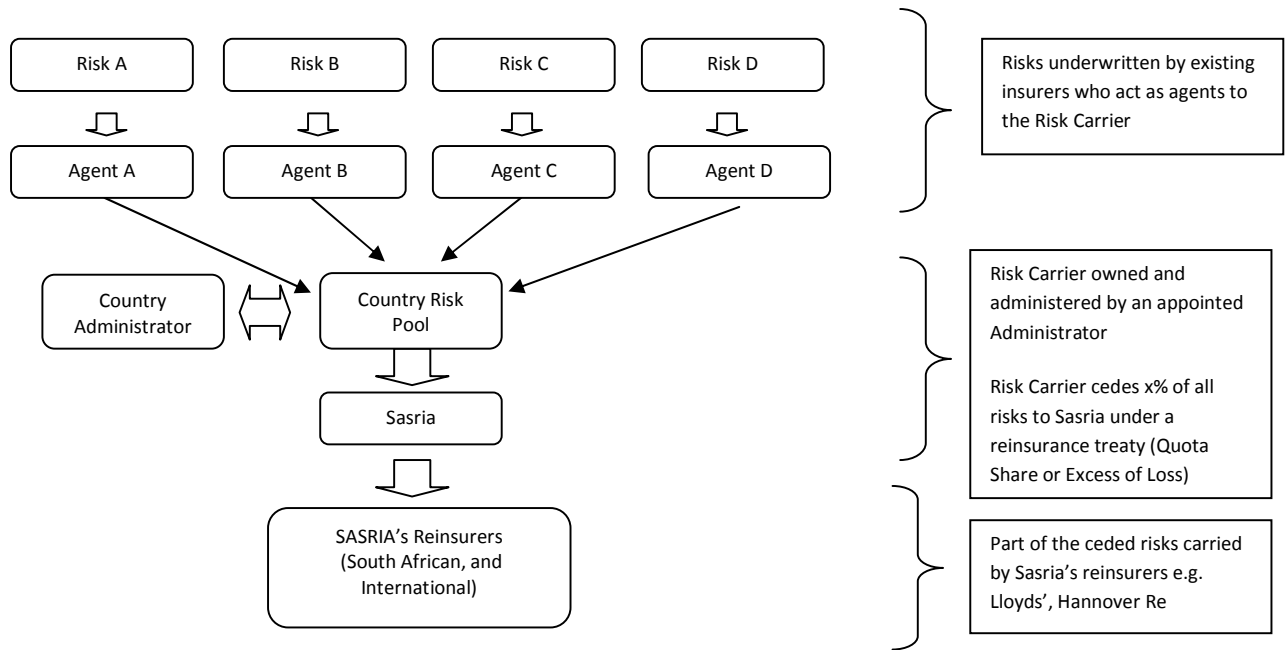 Risk A
Risk B
Risk C
Risk D
Risks underwritten by existing
insurers who act as agents to
the Risk Carrier
Agent A
Agent B
Agent C
Agent D
Country
Administrator
Country Risk
Pool
Risk Carrier owned and
administered by an appointed
Administrator
Risk Carrier cedes x% of all
risks to Sasria under a
reinsurance treaty (Quota
Share or Excess of Loss)
Sasria
SASRIA's Reinsurers
(South African, and
International)
Part of the ceded risks carried
by Sasria's reinsurers e.g.
Lloyds', Hannover Re